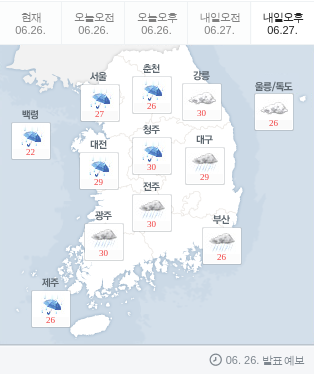 현재 오늘오전 오늘오후 내일오전 내일오후
06.26. 06.26. 06.26. 06.27. 06.27.
춘천
26
서울
27
강릉
30
울릉/독도
26
백령
22
청주
30
대전
29
대구
29
전주
30
광주
30
부산
26
제주
26
06. 26. 발표 예보